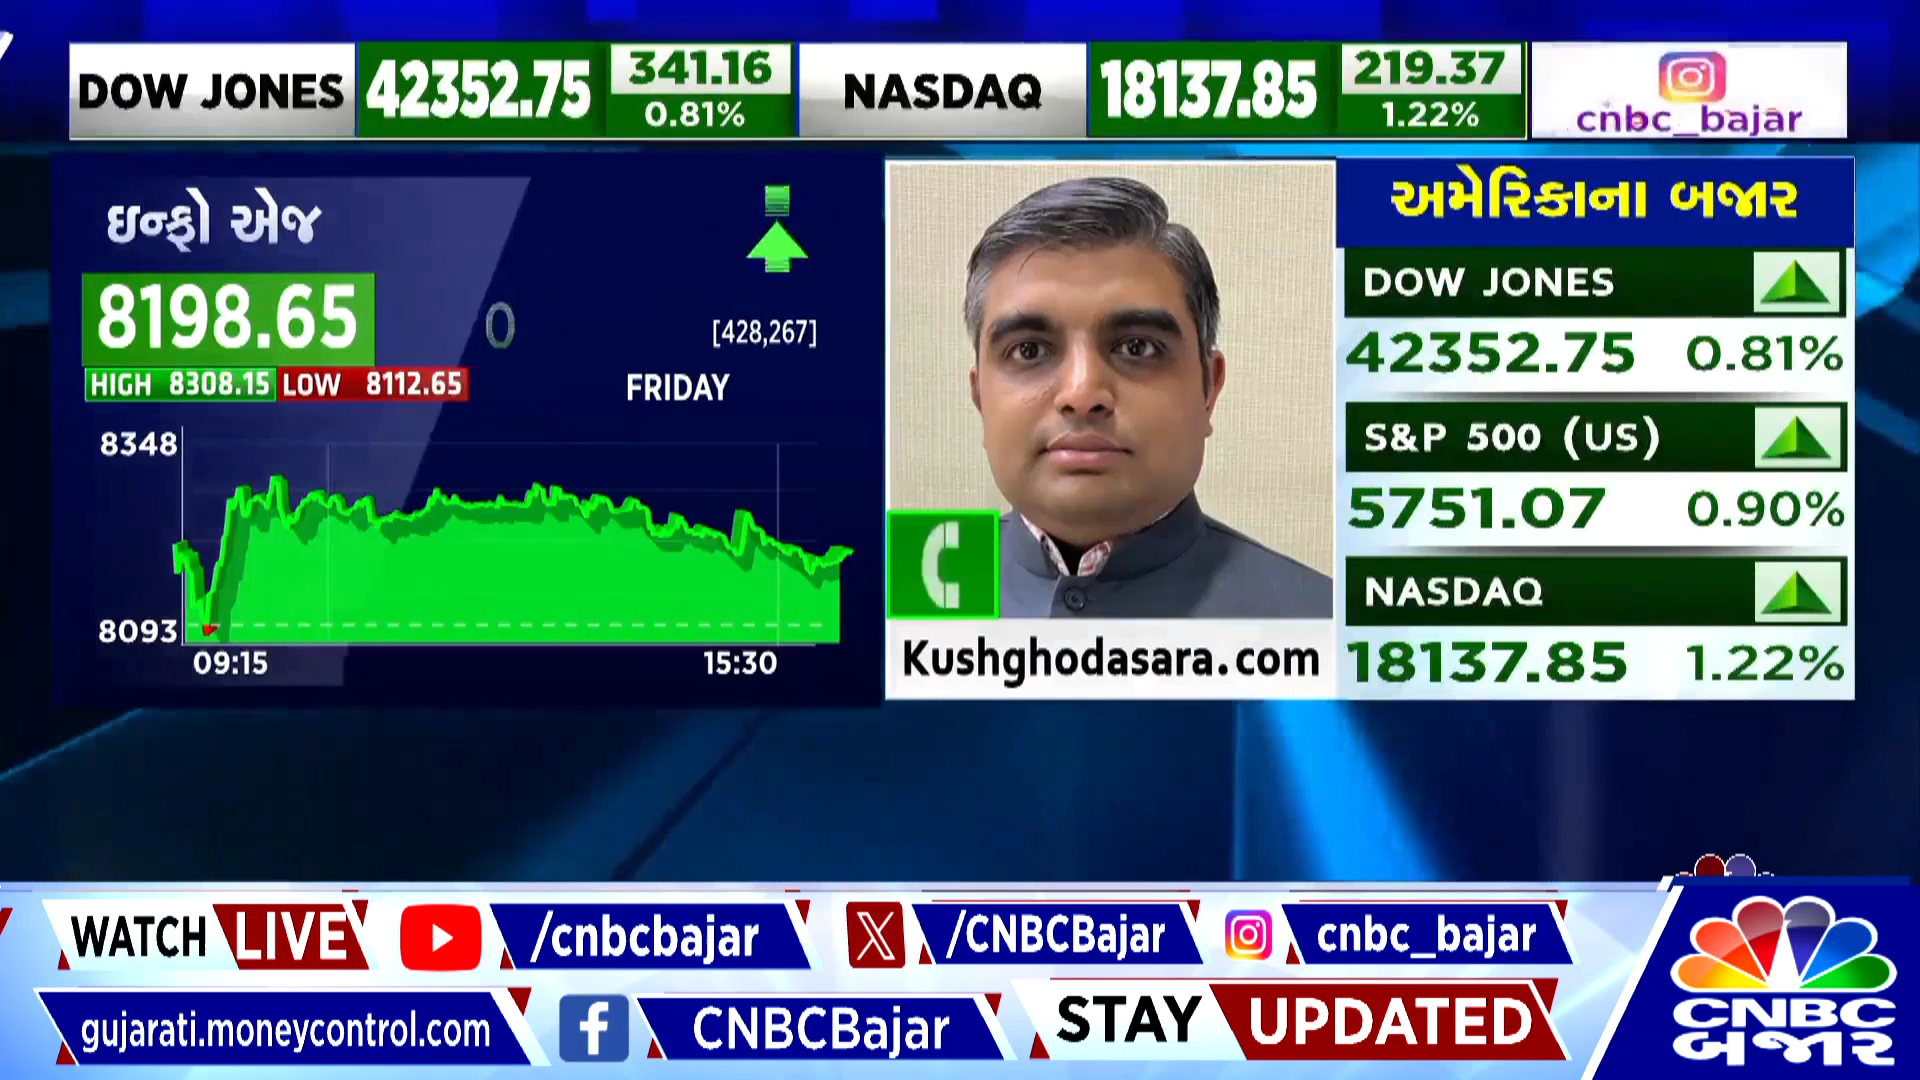 DOW JONES 42352.75 341.16 0.81% NASDAQ 18137.85 219.37 1.22%
cnbc_bajar
ઇન્ફો એજ
8198.65 0 [428,267]
HIGH 8308.15 LOW 8112.65 FRIDAY
8348
8093
09:15 15:30
Kushghodasara.com
અમેરિકાના બજાર
DOW JONES
42352.75 0.81%
S&P 500 (US)
5751.07 0.90%
NASDAQ
18137.85 1.22%
WATCH LIVE /cnbcbajar /CNBCBajar cnbc_bajar
gujarati.moneycontrol.com CNBCBajar STAY UPDATED
CNBC
બજાર